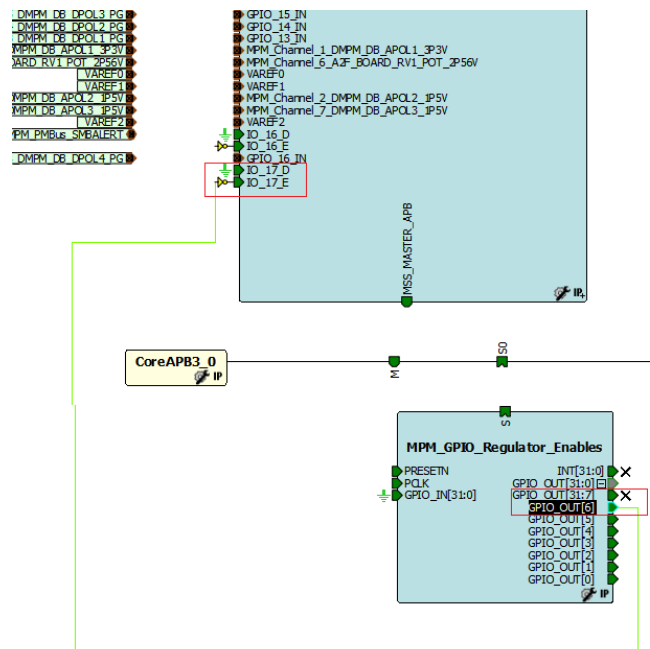 DMPM_DB_DPOL3_PG
DMPM_DB_DPOL2_PG
DMPM_DB_DPOL1_PG
MPM_DB_APOL1_3P3V
OARD_RV1_POT_2P56V
VAREF0
VAREF1
MPM_DB_APOL2_1P5V
MPM_DB_APOL3_1P5V
VAREF2
MPM_PMBus_SMBALERT
_DMPM_DB_DPOL4_PG
GPIO_15_IN
GPIO_14_IN
GPIO_13_IN
MPM_Channel_1_DMPM_DB_APOL1_3P3V
MPM_Channel_6_A2F_BOARD_RV1_POT_2P56V
VAREF0
VAREF1
MPM_Channel_2_DMPM_DB_APOL2_1P5V
MPM_Channel_7_DMPM_DB_APOL3_1P5V
VAREF2
IO_16_D
IO_16_E
GPIO_16_IN
IO_17_D
IO_17_E
MSS_MASTER_APB
IP+
CoreAPB3_0
IP
M
S0
S
MPM_GPIO_Regulator_Enables
PRESETN
PCLK
GPIO_IN[31:0]
INT[31:0]
GPIO_OUT[31:0]
GPIO_OUT[31:7]
GPIO_OUT[6]
GPIO_OUT[5]
GPIO_OUT[4]
GPIO_OUT[3]
GPIO_OUT[2]
GPIO_OUT[1]
GPIO_OUT[0]
IP